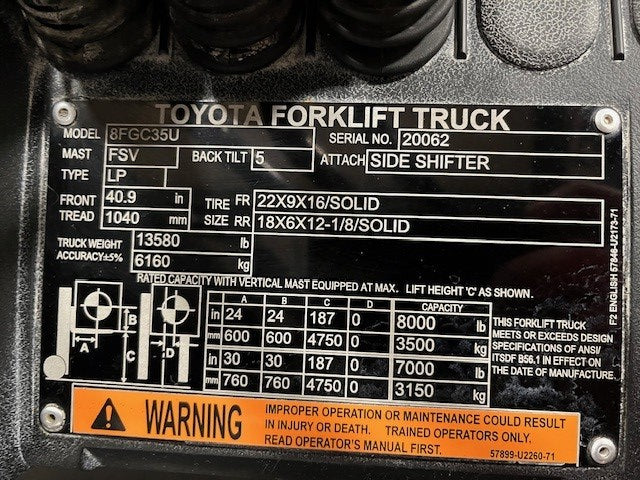 TOYOTA FORKLIFT TRUCK
MODEL 8FGC35U SERIAL NO. 20062
MAST FSV BACK TILT 5 ATTACH SIDE SHIFTER
TYPE LP
FRONT TREAD 40.9 in 1040 mm
TIRE SIZE FR 22X9X16/SOLID
RR 18X6X12-1/8/SOLID
TRUCK WEIGHT 13580 lb
ACCURACY±5% 6160 kg
RATED CAPACITY WITH VERTICAL MAST EQUIPPED AT MAX. LIFT HEIGHT 'C' AS SHOWN.
A B C D CAPACITY
in 24 24 187 0 8000 lb
mm 600 600 4750 0 3500 kg
in 30 30 187 0 7000 lb
mm 760 760 4750 0 3150 kg
A B C D
THIS FORKLIFT TRUCK
MEETS OR EXCEEDS DESIGN
SPECIFICATIONS OF ANSI/
ITSDF B56.1 IN EFFECT ON
THE DATE OF MANUFACTURE.
F2 ENGLISH 57846-U2173-71
WARNING
IMPROPER OPERATION OR MAINTENANCE COULD RESULT
IN INJURY OR DEATH. TRAINED OPERATORS ONLY.
READ OPERATOR'S MANUAL FIRST.
57899-U2260-71